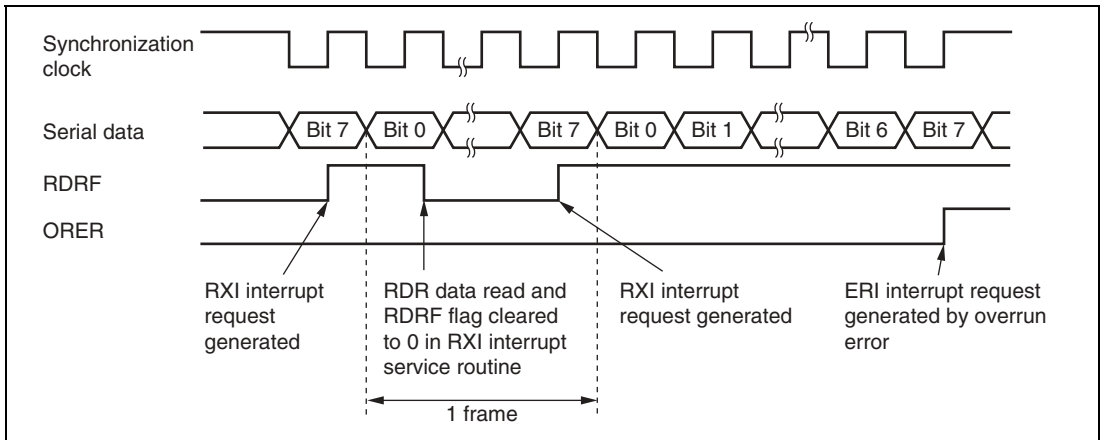 Synchronization
clock
Serial data
Bit 7
Bit 0
Bit 7
Bit 0
Bit 1
Bit 6
Bit 7
RDRF
ORER
RXI interrupt
request
generated
RDR data read and
RDRF flag cleared
to 0 in RXI interrupt
service routine
RXI interrupt
request generated
ERI interrupt request
generated by overrun
error
1 frame